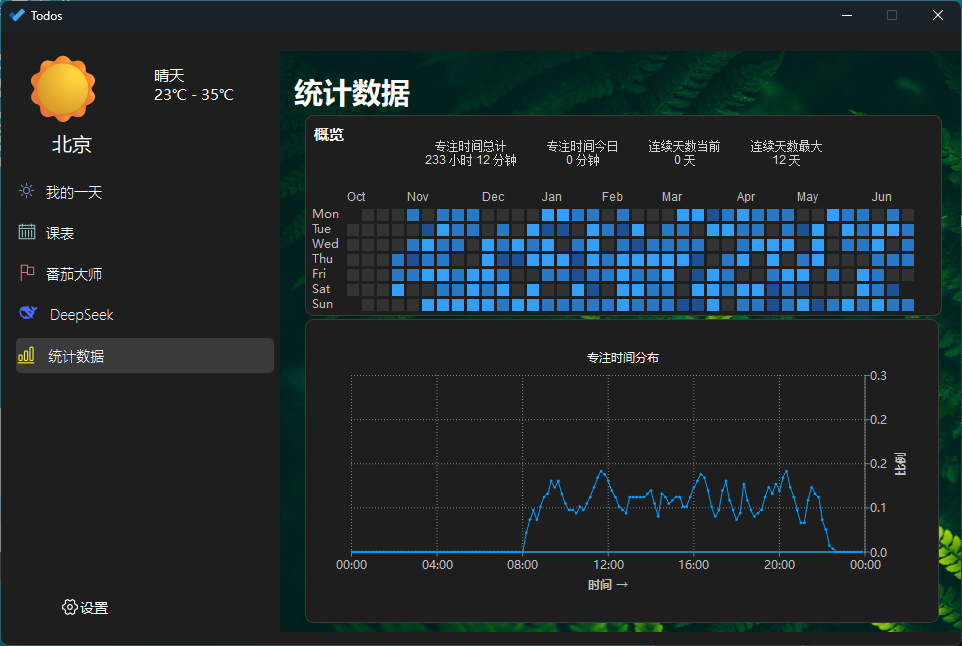 Todos
晴天
23℃ - 35℃
北京
我的一天
课表
番茄大师
DeepSeek
统计数据
设置
统计数据
概览
专注时间总计 专注时间今日 连续天数当前 连续天数最大
233 小时 12 分钟 0 分钟 0 天 12 天
Oct Nov Dec Jan Feb Mar Apr May Jun
Mon
Tue
Wed
Thu
Fri
Sat
Sun
专注时间分布
0.3
0.2
0.2
比例
0.1
0.0
00:00 04:00 08:00 12:00 16:00 20:00 00:00
时间 →